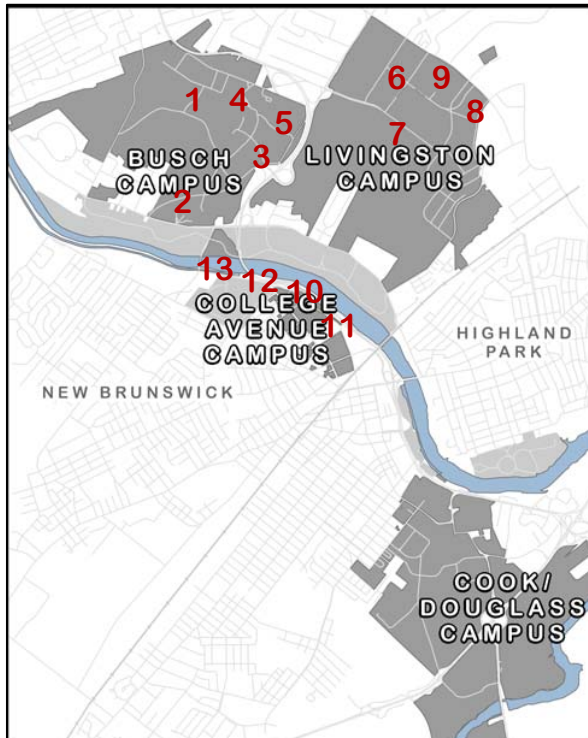 6
9
1
4
8
5
7
BUSCH
CAMPUS
3
LIVINGSTON
CAMPUS
2
13
12
10
COLLEGE
AVENUE
CAMPUS
11
HIGHLAND
PARK
NEW BRUNSWICK
COOK/
DOUGLASS
CAMPUS